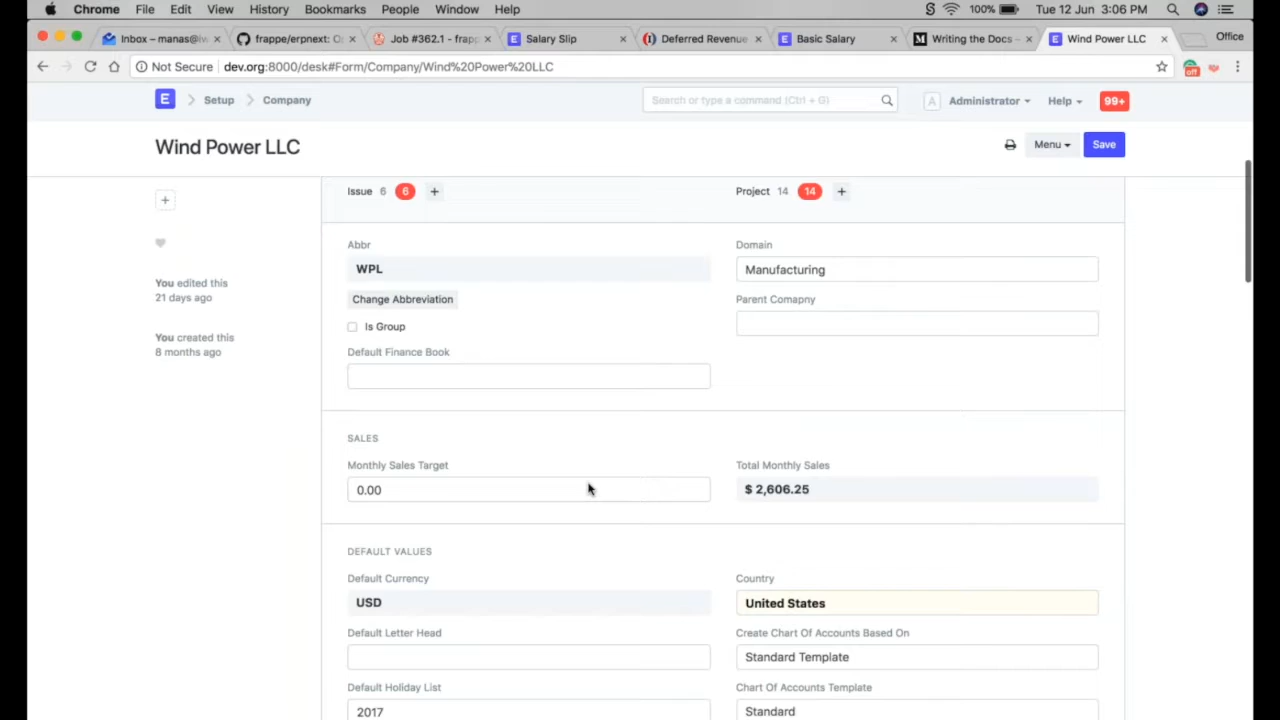 Chrome File Edit View History Bookmarks People Window Help 100% Tue 12 Jun 3:06 PM
Inbox – manas@iw × frappe/erpnext: O × Job #362.1 - frapp × Salary Slip × Deferred Revenue × Basic Salary × Writing the Docs – × Wind Power LLC × Office
Not Secure dev.org:8000/desk#Form/Company/Wind%20Power%20LLC off
E Setup Company Search or type a command (Ctrl + G) A Administrator Help 99+
Wind Power LLC Menu Save
Issue 6 6 + Project 14 14 +
+
Abbr Domain
WPL Manufacturing
Change Abbreviation Parent Comapny
You edited this
21 days ago
Is Group
You created this
8 months ago
Default Finance Book
SALES
Monthly Sales Target Total Monthly Sales
0.00 $ 2,606.25
DEFAULT VALUES
Default Currency Country
USD United States
Default Letter Head Create Chart Of Accounts Based On
Standard Template
Default Holiday List Chart Of Accounts Template
2017 Standard